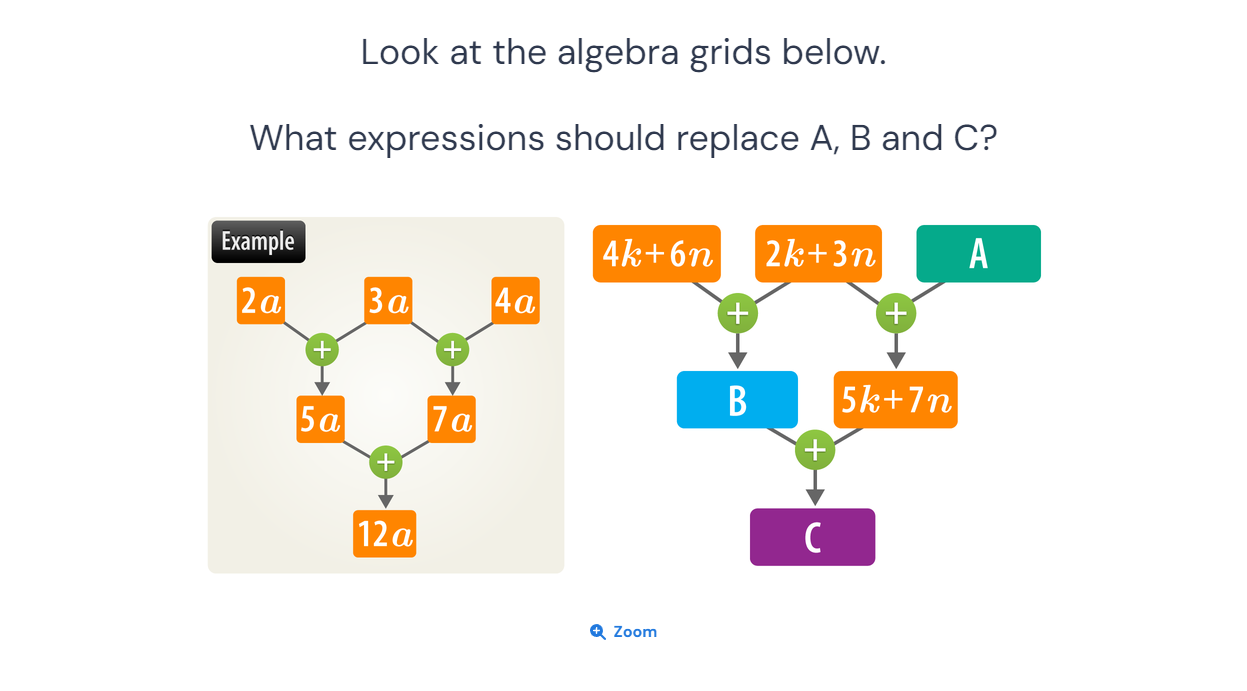 Look at the algebra grids below.
What expressions should replace A, B and C?
Example
2a 3a 4a
+ +
5a 7a
+
12a
4k+6n 2k+3n A
+ +
B 5k+7n
+
C
Zoom